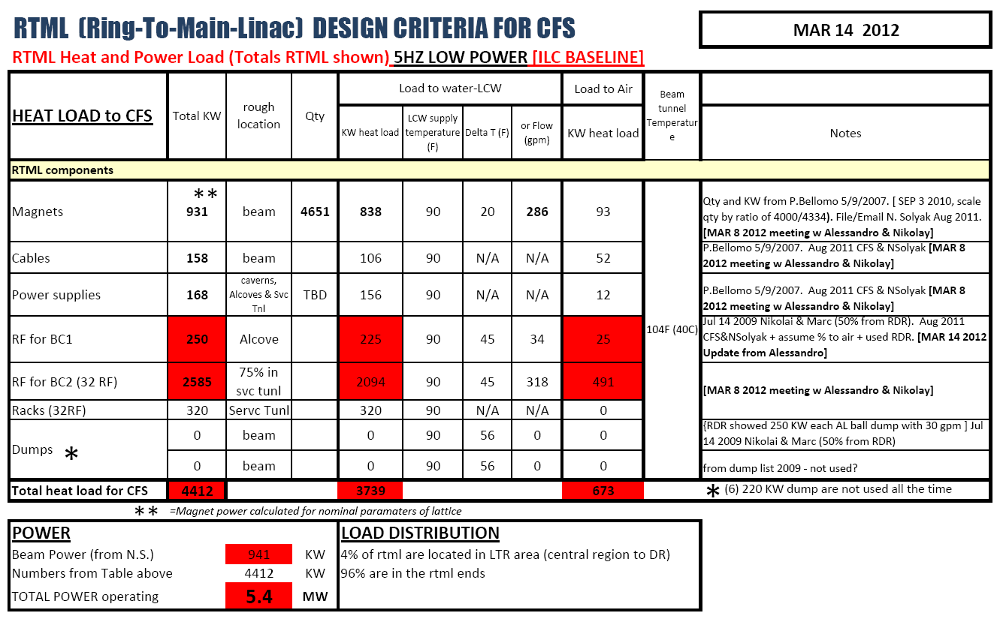 RTML (Ring-To-Main-Linac) DESIGN CRITERIA FOR CFS
MAR 14 2012
RTML Heat and Power Load (Totals RTML shown) 5HZ LOW POWER [ILC BASELINE]
HEAT LOAD to CFS
Total KW
rough
location
Qty
Load to water-LCW
KW heat load
LCW supply
temperature
(F)
Delta T (F)
or Flow
(gpm)
Load to Air
KW heat load
Beam
tunnel
Temperatur
e
Notes
RTML components
Magnets
**
931
beam
4651
838
90
20
286
93
104F (40C)
Qty and KW from P.Bellomo 5/9/2007. [ SEP 3 2010, scale
qty by ratio of 4000/4334). File/Email N. Solyak Aug 2011.
[MAR 8 2012 meeting w Alessandro & Nikolay]
Cables
158
beam
106
90
N/A
N/A
52
P.Bellomo 5/9/2007. Aug 2011 CFS & NSolyak [MAR 8
2012 meeting w Alessandro & Nikolay]
Power supplies
168
caverns,
Alcoves & Svc
Tnl
TBD
156
90
N/A
N/A
12
P.Bellomo 5/9/2007. Aug 2011 CFS & NSolyak [MAR 8
2012 meeting w Alessandro & Nikolay]
RF for BC1
250
Alcove
225
90
45
34
25
Jul 14 2009 Nikolai & Marc (50% from RDR). Aug 2011
CFS&NSolyak + assume % to air + used RDR. [MAR 14 2012
Update from Alessandro]
RF for BC2 (32 RF)
2585
75% in
svc tunl
2094
90
45
318
491
[MAR 8 2012 meeting w Alessandro & Nikolay]
Racks (32RF)
320
Servc Tunl
320
90
N/A
N/A
0
Dumps *
0
beam
0
90
56
0
0
{RDR showed 250 KW each AL ball dump with 30 gpm ] Jul
14 2009 Nikolai & Marc (50% from RDR)
0
beam
0
90
56
0
0
from dump list 2009 - not used?
Total heat load for CFS
4412
3739
673
* (6) 220 KW dump are not used all the time
** =Magnet power calculated for nominal paramaters of lattice
POWER
Beam Power (from N.S.) 941 KW
Numbers from Table above 4412 KW
TOTAL POWER operating 5.4 MW
LOAD DISTRIBUTION
4% of rtml are located in LTR area (central region to DR)
96% are in the rtml ends